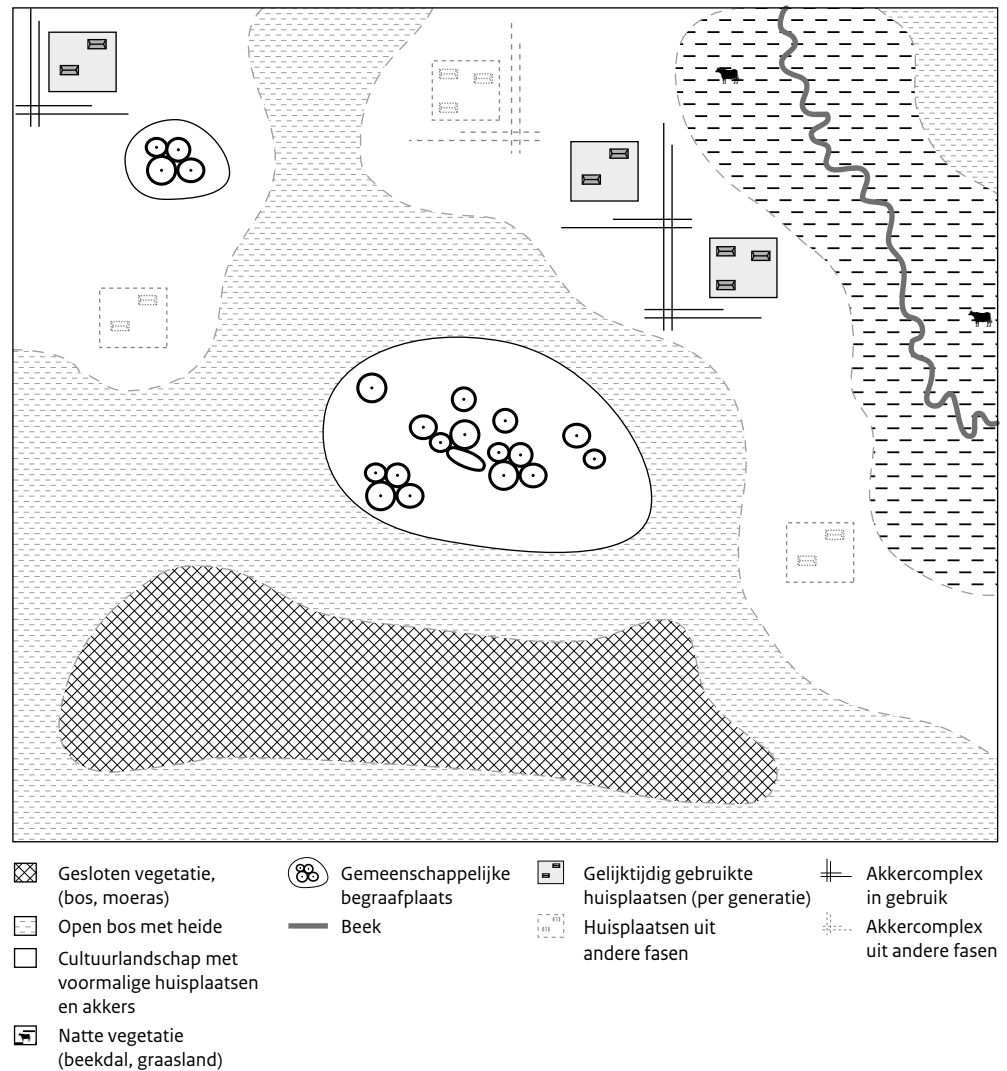 Gesloten vegetatie,
(bos, moeras)
Open bos met heide
Cultuurlandschap met
voormalige huisplaatsen
en akkers
Natte vegetatie
(beekdal, graasland)
Gemeenschappelijke
begraafplaats
Beek
Gelijktijdig gebruikte
huisplaatsen (per generatie)
Huisplaatsen uit
andere fasen
Akkercomplex
in gebruik
Akkercomplex
uit andere fasen